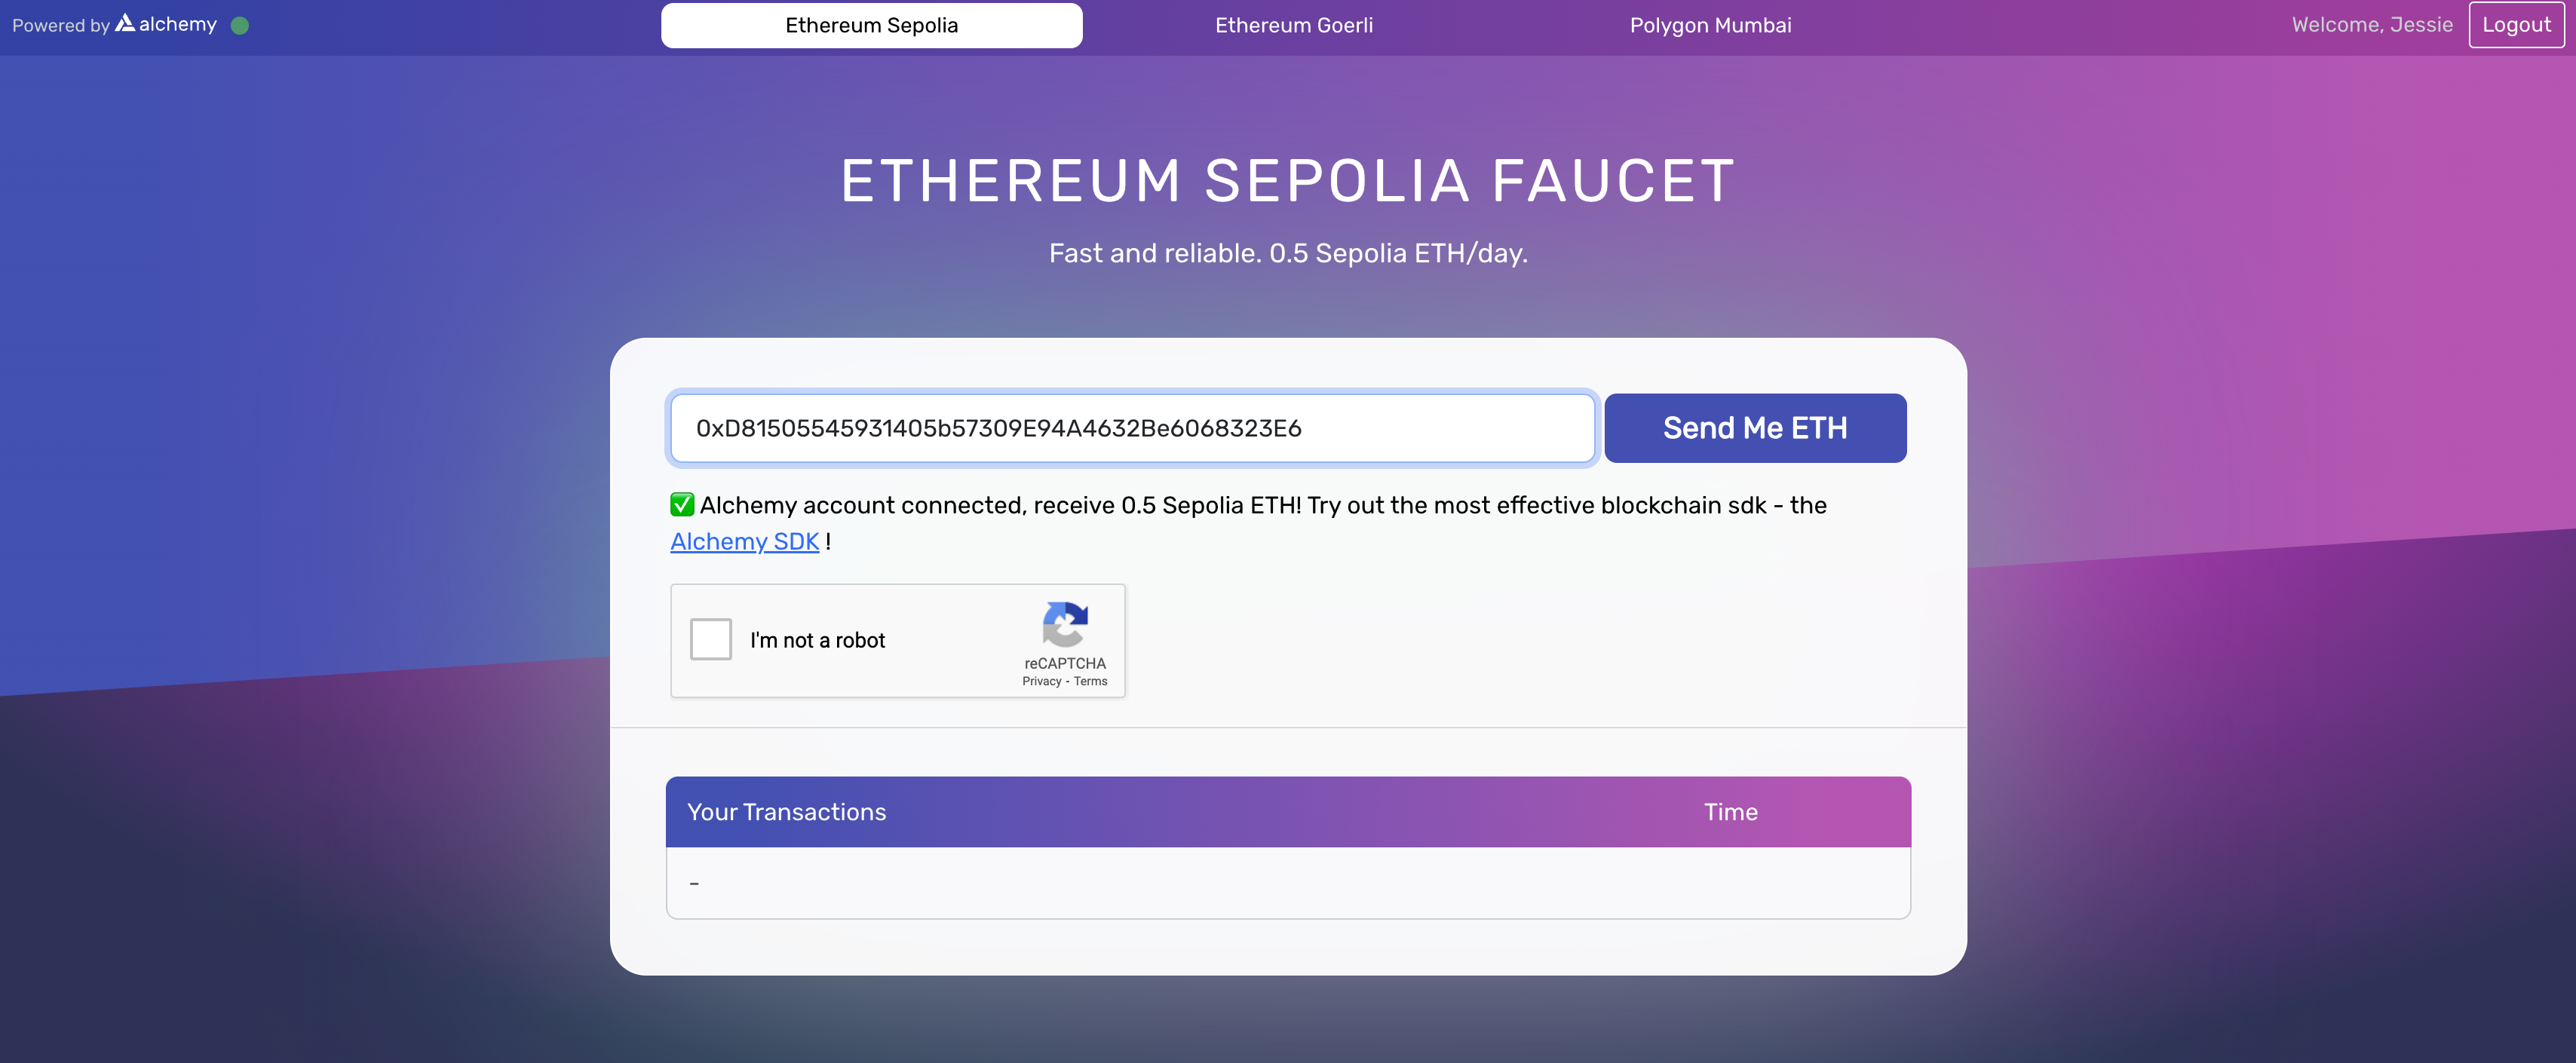 Powered by alchemy
Ethereum Sepolia
Ethereum Goerli
Polygon Mumbai
Welcome, Jessie
Logout
ETHEREUM SEPOLIA FAUCET
Fast and reliable. 0.5 Sepolia ETH/day.
0xD81505545931405b57309E94A4632Be6068323E6
Send Me ETH
✅ Alchemy account connected, receive 0.5 Sepolia ETH! Try out the most effective blockchain sdk - the
Alchemy SDK !
I'm not a robot
reCAPTCHA
Privacy - Terms
Your Transactions
Time
-